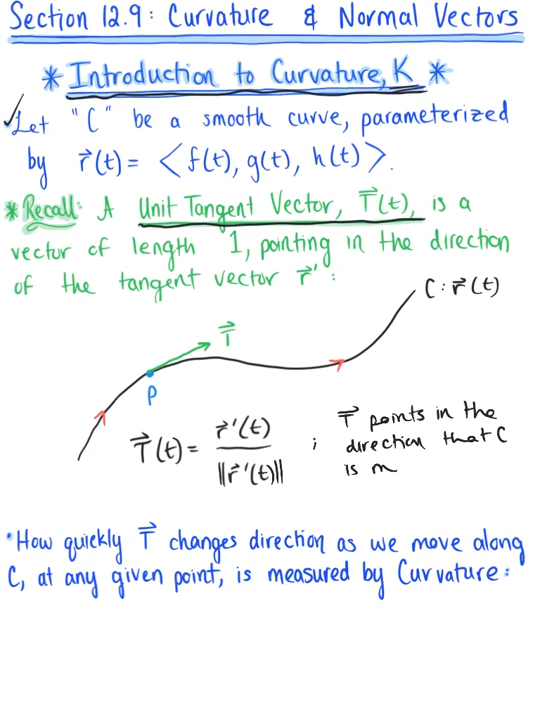 Section 12.9: Curvature & Normal Vectors
* Introduction to Curvature, K *
✓Let "C" be a smooth curve, parameterized
by r⃗(t) = <f(t), g(t), h(t)>.
*Recall: A Unit Tangent Vector, T⃗(t), is a
vector of length 1, pointing in the direction
of the tangent vector r⃗' :
C: r⃗(t)
T⃗
P
T⃗(t) = r⃗'(t) / ||r⃗'(t)|| ;
T⃗ points in the
direction that C
is m
•How quickly T⃗ changes direction as we move along
C, at any given point, is measured by Curvature: